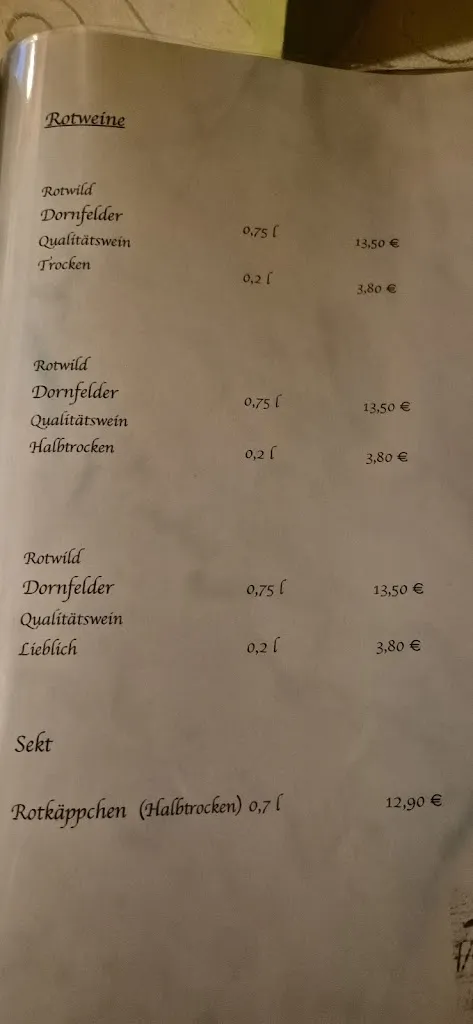 Rotweine
Rotwild
Dornfelder
Qualitätswein 0,75 l 13,50 €
Trocken 0,2 l 3,80 €
Rotwild
Dornfelder 0,75 l 13,50 €
Qualitätswein
Halbtrocken 0,2 l 3,80 €
Rotwild
Dornfelder 0,75 l 13,50 €
Qualitätswein
Lieblich 0,2 l 3,80 €
Sekt
Rotkäppchen (Halbtrocken) 0,7 l 12,90 €